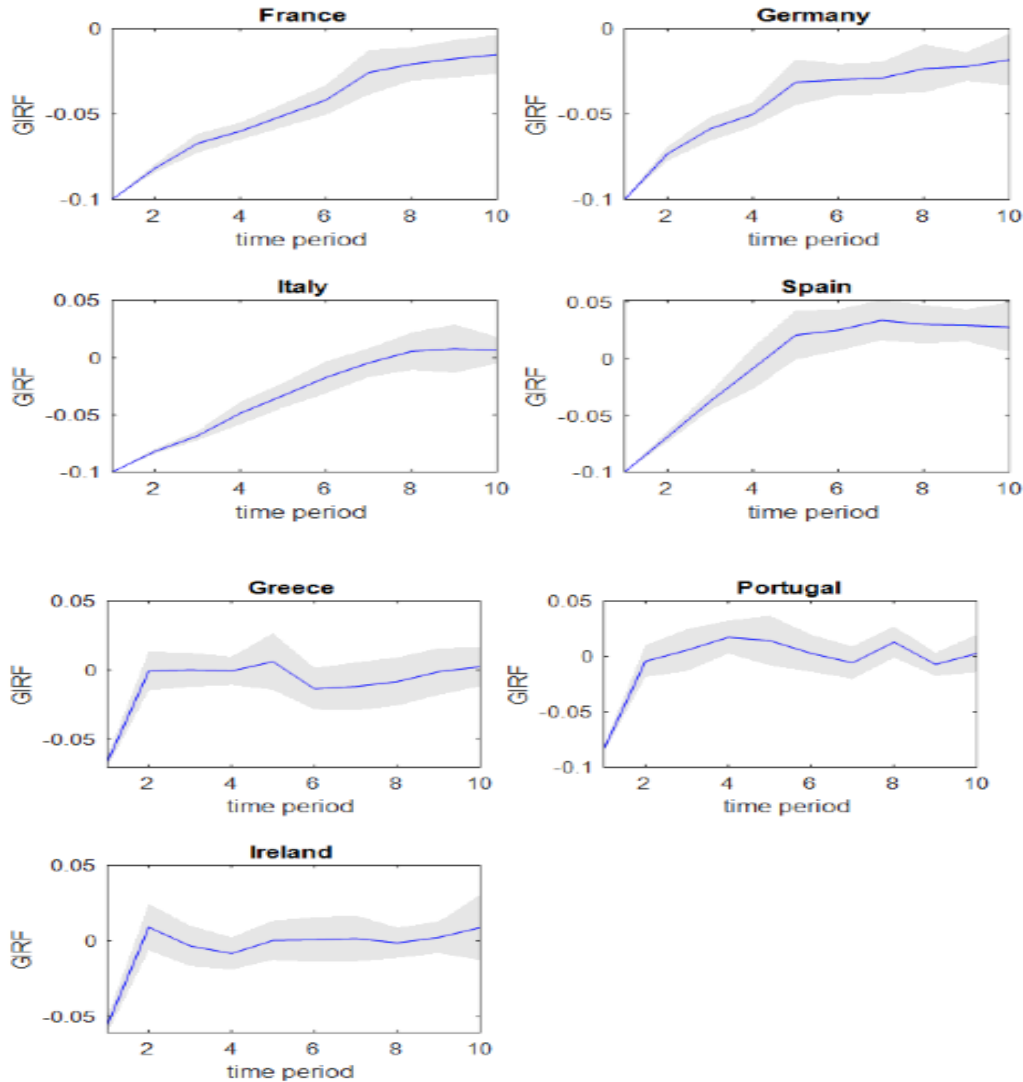 France
Germany
0
-0.05
-0.1
GIRF
2 4 6 8 10
time period
0
-0.05
-0.1
GIRF
2 4 6 8 10
time period
Italy
Spain
0.05
0
-0.05
-0.1
GIRF
2 4 6 8 10
time period
0.05
0
-0.05
-0.1
GIRF
2 4 6 8 10
time period
Greece
Portugal
0.05
0
-0.05
GIRF
2 4 6 8 10
time period
0.05
0
-0.05
-0.1
GIRF
2 4 6 8 10
time period
Ireland
0.05
0
-0.05
GIRF
2 4 6 8 10
time period